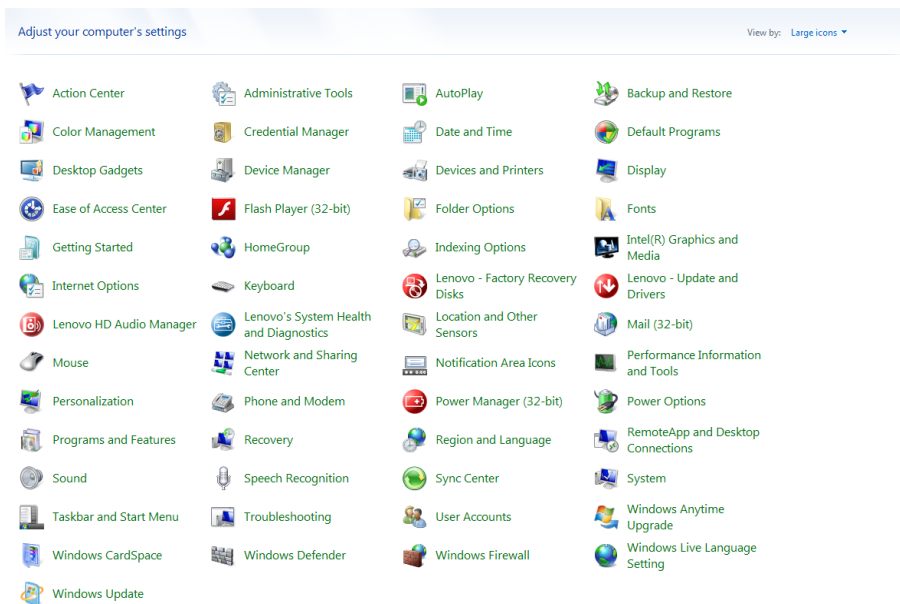 Adjust your computer's settings
View by: Large icons
Action Center
Administrative Tools
AutoPlay
Backup and Restore
Color Management
Credential Manager
Date and Time
Default Programs
Desktop Gadgets
Device Manager
Devices and Printers
Display
Ease of Access Center
Flash Player (32-bit)
Folder Options
Fonts
Getting Started
HomeGroup
Indexing Options
Intel(R) Graphics and
Media
Internet Options
Keyboard
Lenovo - Factory Recovery
Disks
Lenovo - Update and
Drivers
Lenovo HD Audio Manager
Lenovo's System Health
and Diagnostics
Location and Other
Sensors
Mail (32-bit)
Mouse
Network and Sharing
Center
Notification Area Icons
Performance Information
and Tools
Personalization
Phone and Modem
Power Manager (32-bit)
Power Options
Programs and Features
Recovery
Region and Language
RemoteApp and Desktop
Connections
Sound
Speech Recognition
Sync Center
System
Taskbar and Start Menu
Troubleshooting
User Accounts
Windows Anytime
Upgrade
Windows CardSpace
Windows Defender
Windows Firewall
Windows Live Language
Setting
Windows Update